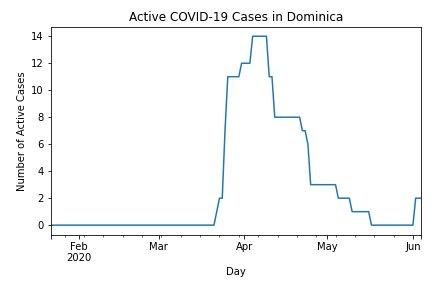 Active COVID-19 Cases in Dominica
14
12
10
8
6
4
2
0
Number of Active Cases
Feb Mar Apr May Jun
2020
Day